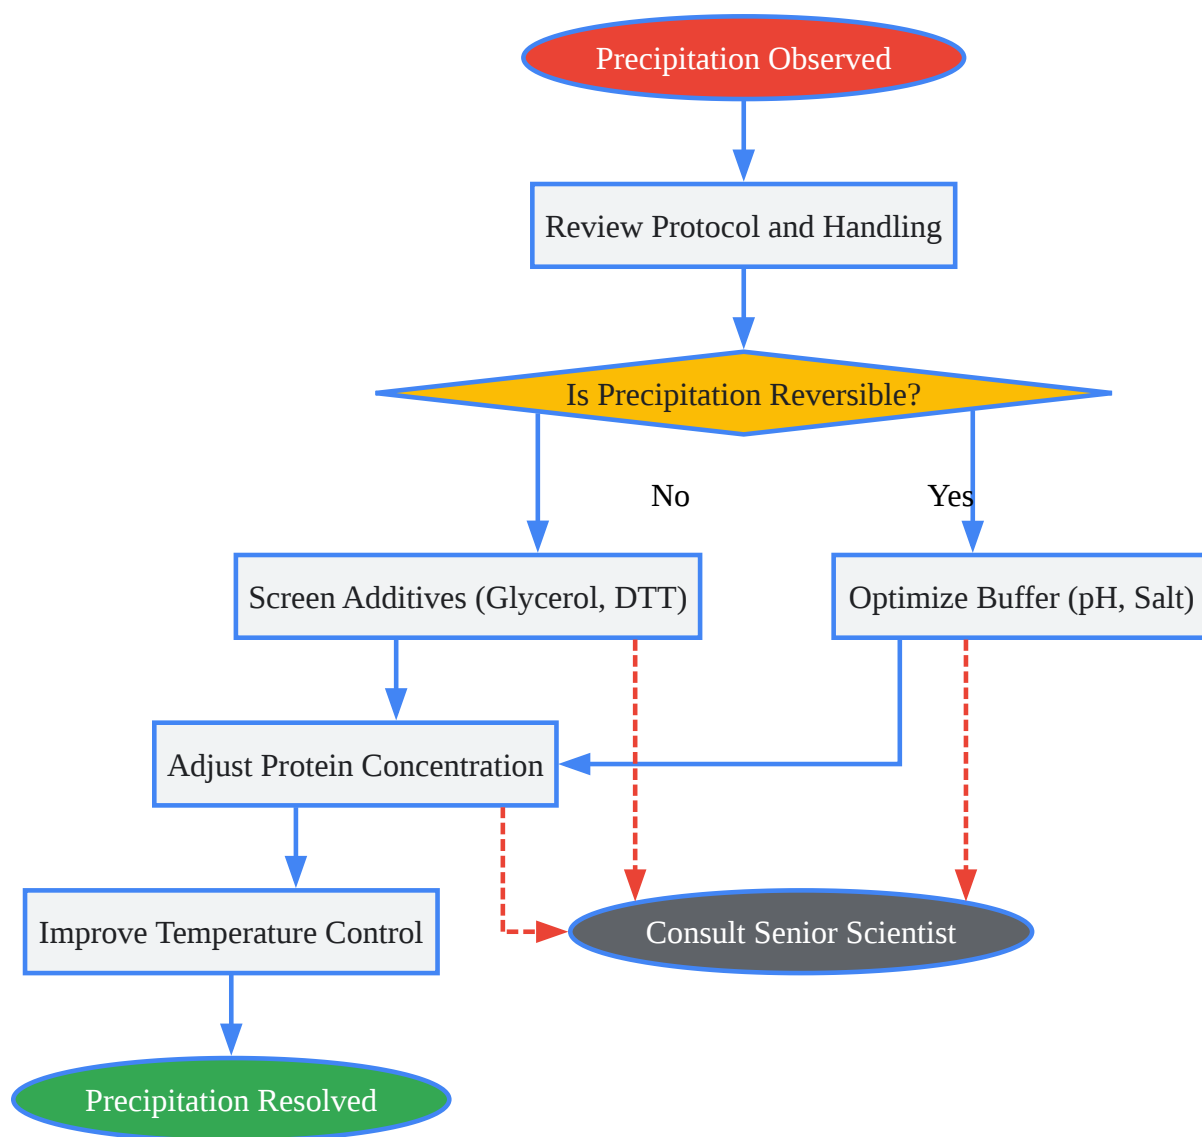 Precipitation Observed
Review Protocol and Handling
Is Precipitation Reversible?
No
Yes
Screen Additives (Glycerol, DTT)
Optimize Buffer (pH, Salt)
Adjust Protein Concentration
Improve Temperature Control
Consult Senior Scientist
Precipitation Resolved